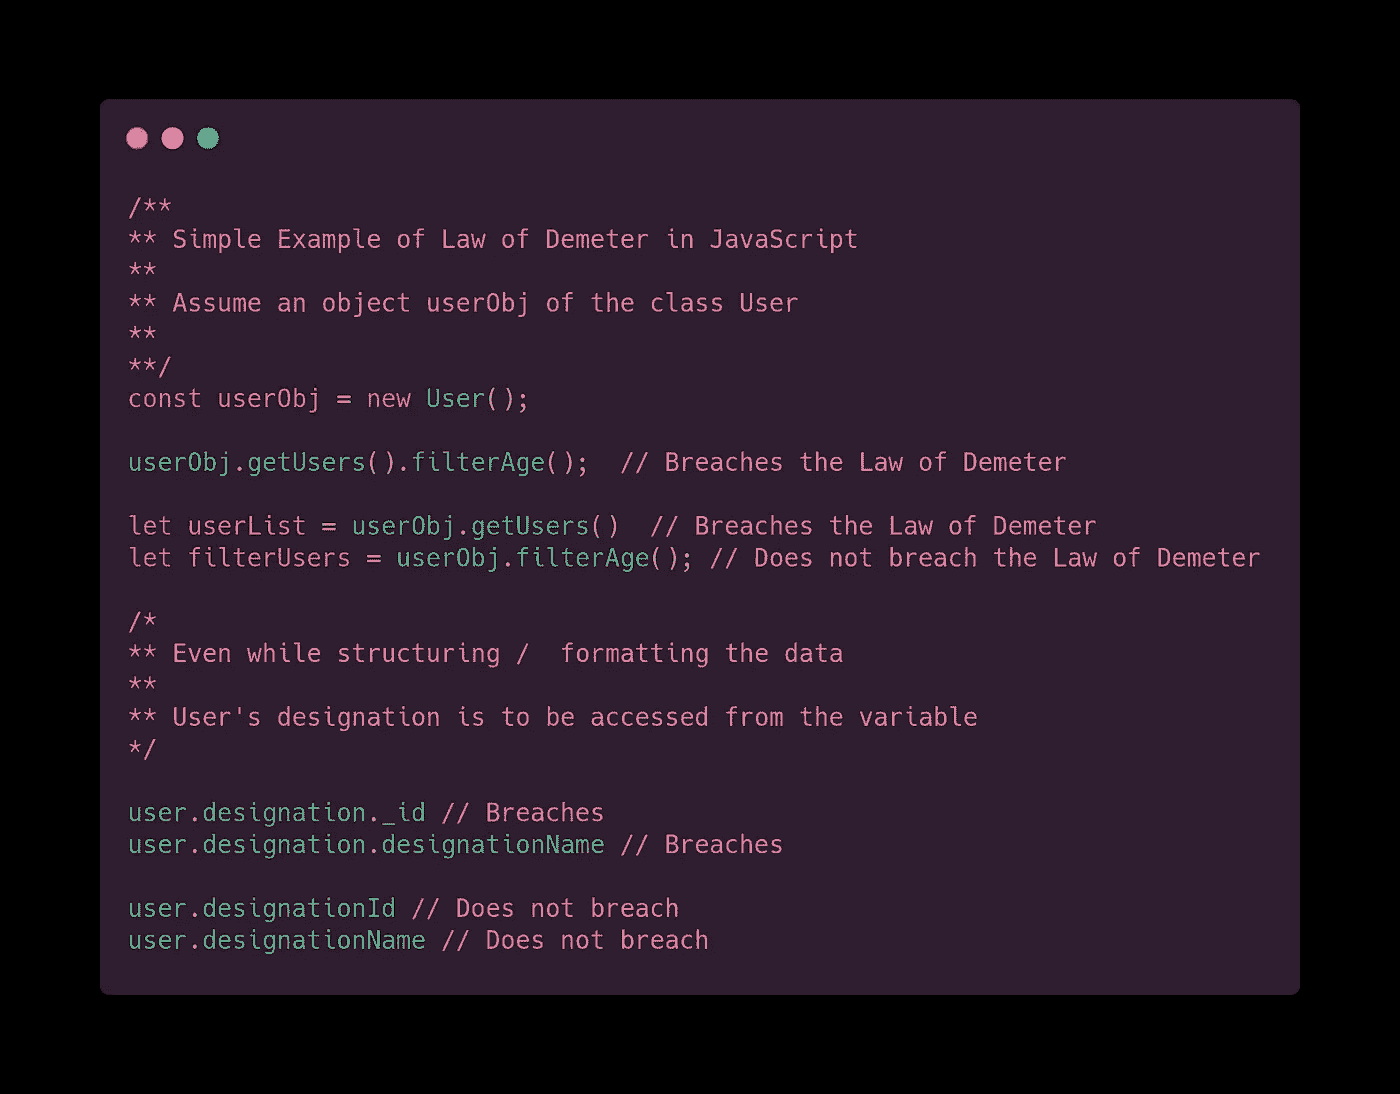 /**
** Simple Example of Law of Demeter in JavaScript
**
** Assume an object userObj of the class User
**
**/
const userObj = new User();
userObj.getUsers().filterAge();  // Breaches the Law of Demeter
let userList = userObj.getUsers()  // Breaches the Law of Demeter
let filterUsers = userObj.filterAge(); // Does not breach the Law of Demeter
/*
** Even while structuring /  formatting the data
**
** User's designation is to be accessed from the variable
*/
user.designation._id // Breaches
user.designation.designationName // Breaches
user.designationId // Does not breach
user.designationName // Does not breach